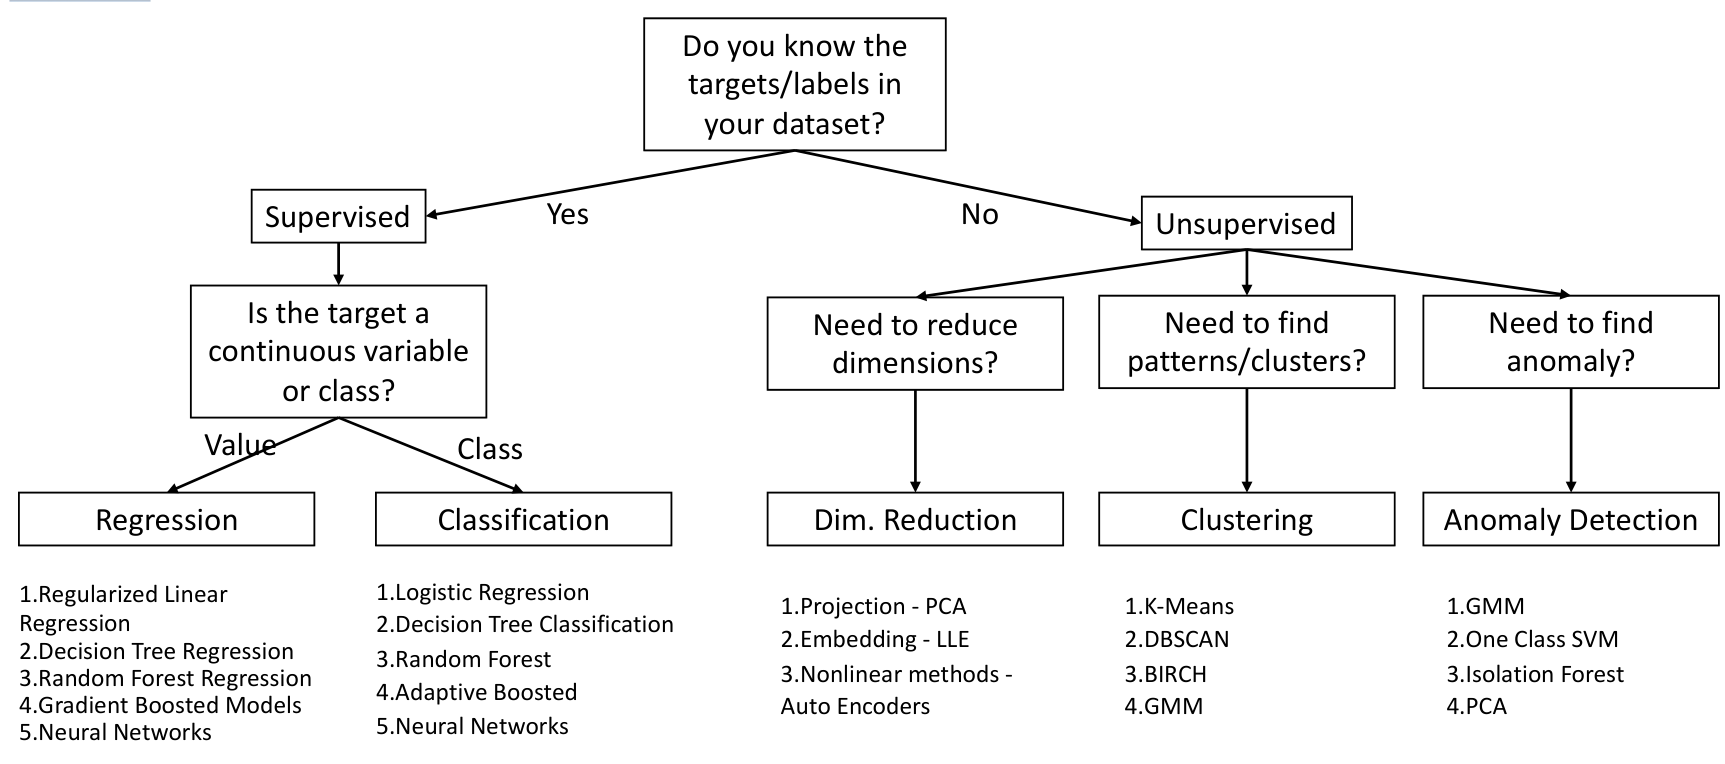 Do you know the
targets/labels in
your dataset?
Supervised
Yes
No
Unsupervised
Is the target a
continuous variable
or class?
Need to reduce
dimensions?
Need to find
patterns/clusters?
Need to find
anomaly?
Value
Class
Regression
Classification
Dim. Reduction
Clustering
Anomaly Detection
1.Regularized Linear
Regression
2.Decision Tree Regression
3.Random Forest Regression
4.Gradient Boosted Models
5.Neural Networks
1.Logistic Regression
2.Decision Tree Classification
3.Random Forest
4.Adaptive Boosted
5.Neural Networks
1.Projection - PCA
2.Embedding - LLE
3.Nonlinear methods -
Auto Encoders
1.K-Means
2.DBSCAN
3.BIRCH
4.GMM
1.GMM
2.One Class SVM
3.Isolation Forest
4.PCA